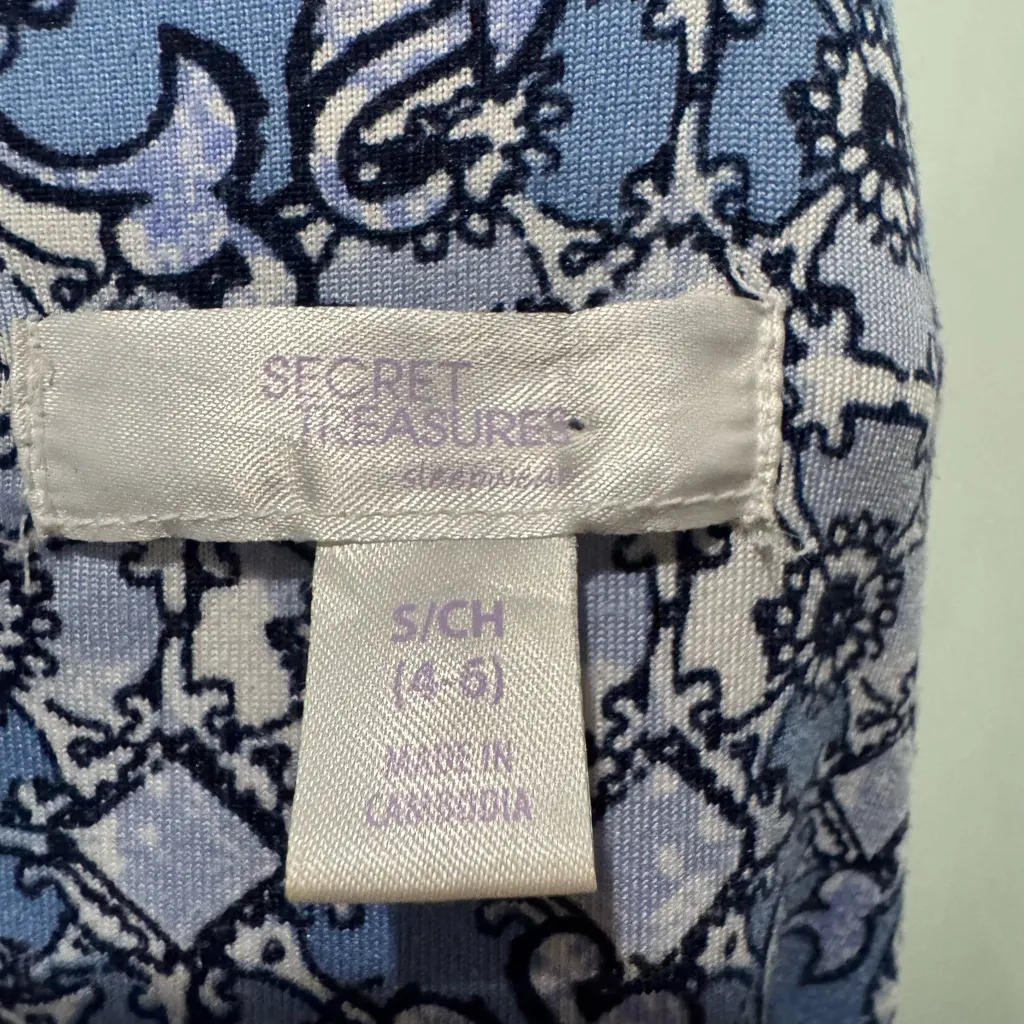 SECRET
TREASURES
sleepwear
S/CH
(4-6)
MADE IN
CAMBODIA